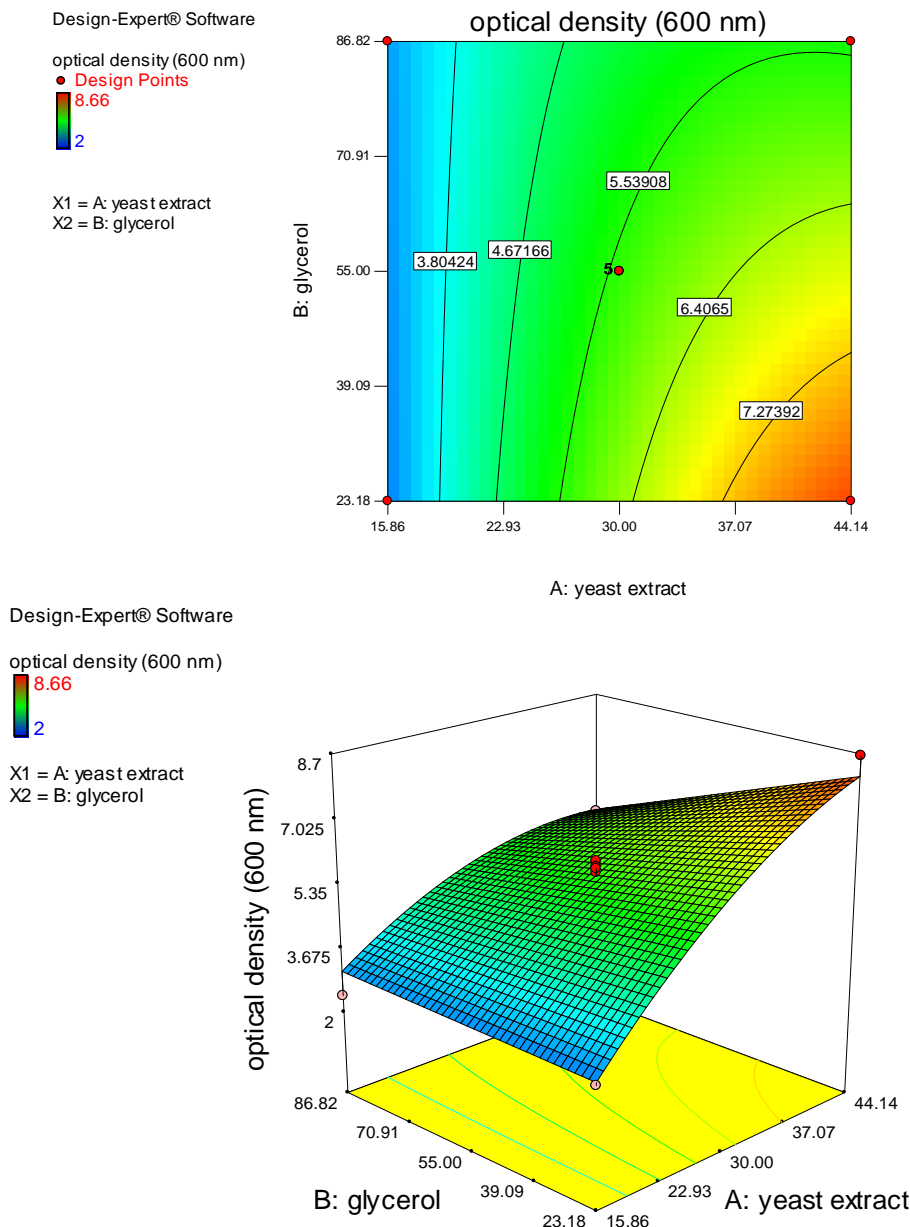 Design-Expert® Software
optical density (600 nm)
Design Points
8.66
2
X1 = A: yeast extract
X2 = B: glycerol
optical density (600 nm)
86.82
70.91
55.00
39.09
23.18
B: glycerol
15.86
22.93
30.00
37.07
44.14
A: yeast extract
3.80424
4.67166
5.53908
6.4065
7.27392
5
Design-Expert® Software
optical density (600 nm)
8.66
2
X1 = A: yeast extract
X2 = B: glycerol
8.7
7.025
5.35
3.675
2
optical density (600 nm)
86.82
70.91
55.00
39.09
23.18
B: glycerol
15.86
22.93
30.00
37.07
44.14
A: yeast extract